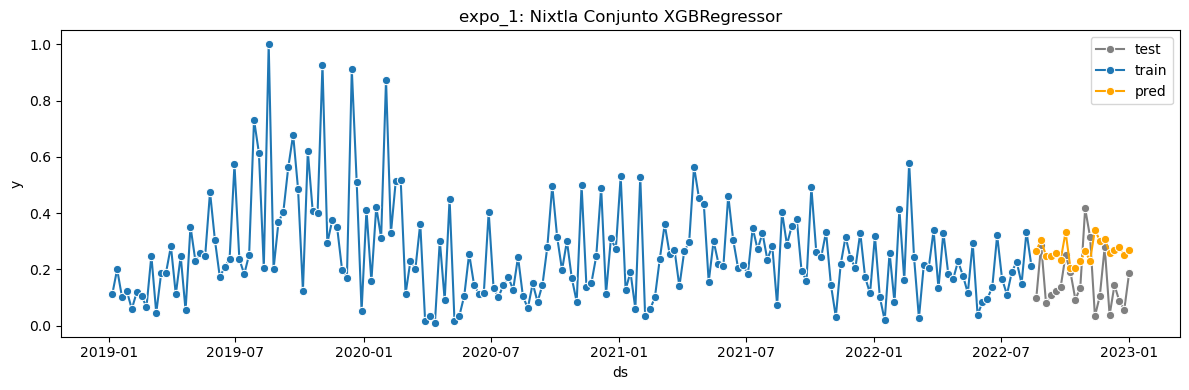 expo_1: Nixtla Conjunto XGBRegressor
test
train
pred
1.0
0.8
0.6
0.4
0.2
0.0
y
2019-01 2019-07 2020-01 2020-07 2021-01 2021-07 2022-01 2022-07 2023-01
ds